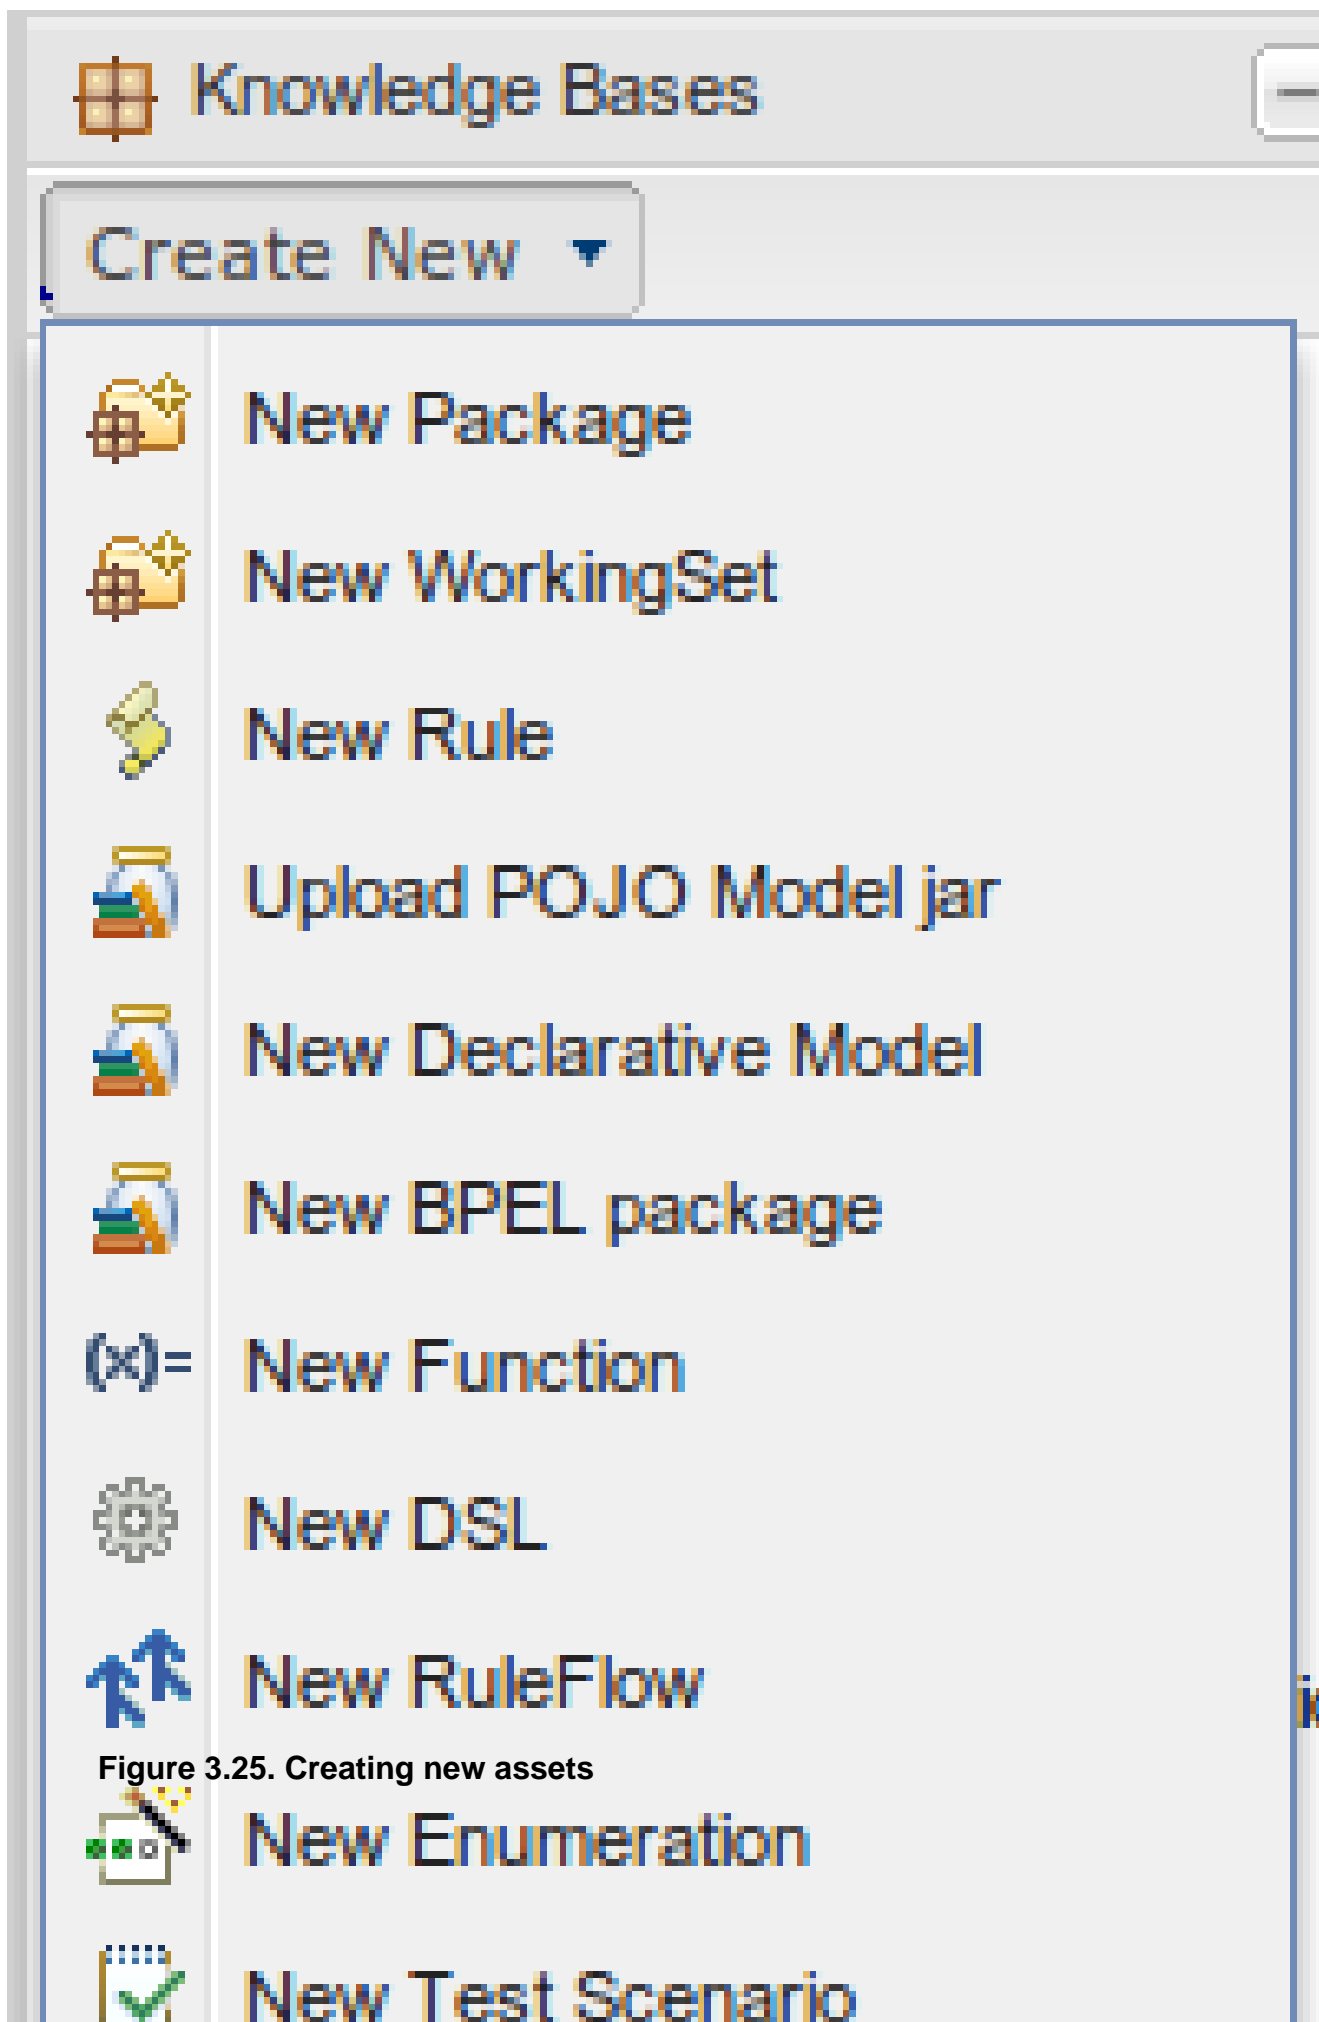 Knowledge Bases
Create New
New Package
New WorkingSet
New Rule
Upload POJO Model jar
New Declarative Model
New BPEL package
(x)= New Function
New DSL
New RuleFlow
Figure 3.25. Creating new assets
New Enumeration
New Test Scenario